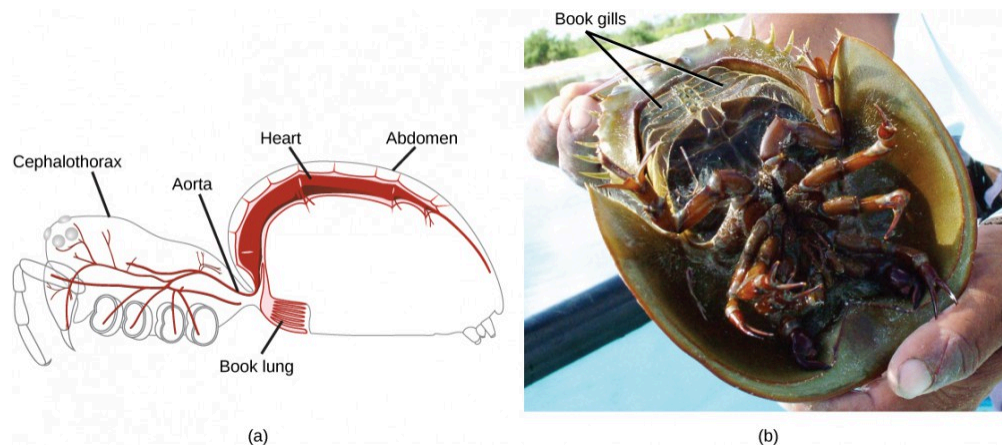 Cephalothorax
Aorta
Heart
Abdomen
Book lung
(a)
Book gills
(b)